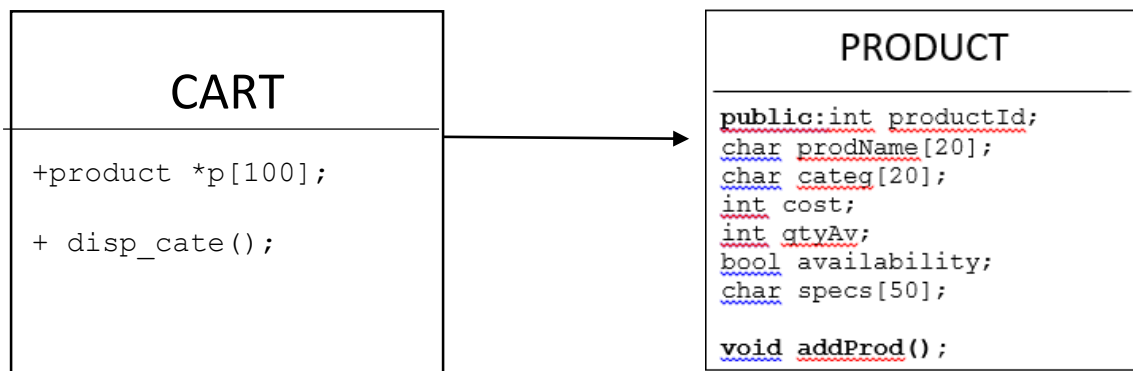 CART
+product *p[100];
+ disp_cate();
PRODUCT
public:int productId;
char prodName[20];
char categ[20];
int cost;
int qtyAv;
bool availability;
char specs[50];
void addProd();